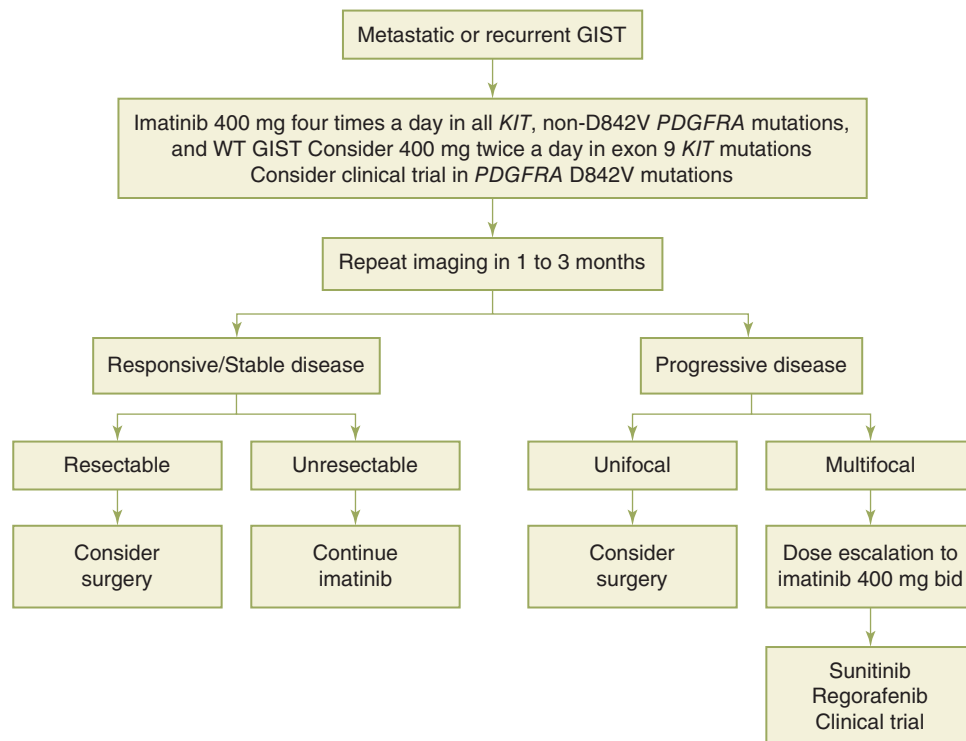 Metastatic or recurrent GIST
Imatinib 400 mg four times a day in all KIT, non-D842V PDGFRA mutations,
and WT GIST Consider 400 mg twice a day in exon 9 KIT mutations
Consider clinical trial in PDGFRA D842V mutations
Repeat imaging in 1 to 3 months
Responsive/Stable disease
Progressive disease
Resectable
Unresectable
Unifocal
Multifocal
Consider
surgery
Continue
imatinib
Consider
surgery
Dose escalation to
imatinib 400 mg bid
Sunitinib
Regorafenib
Clinical trial